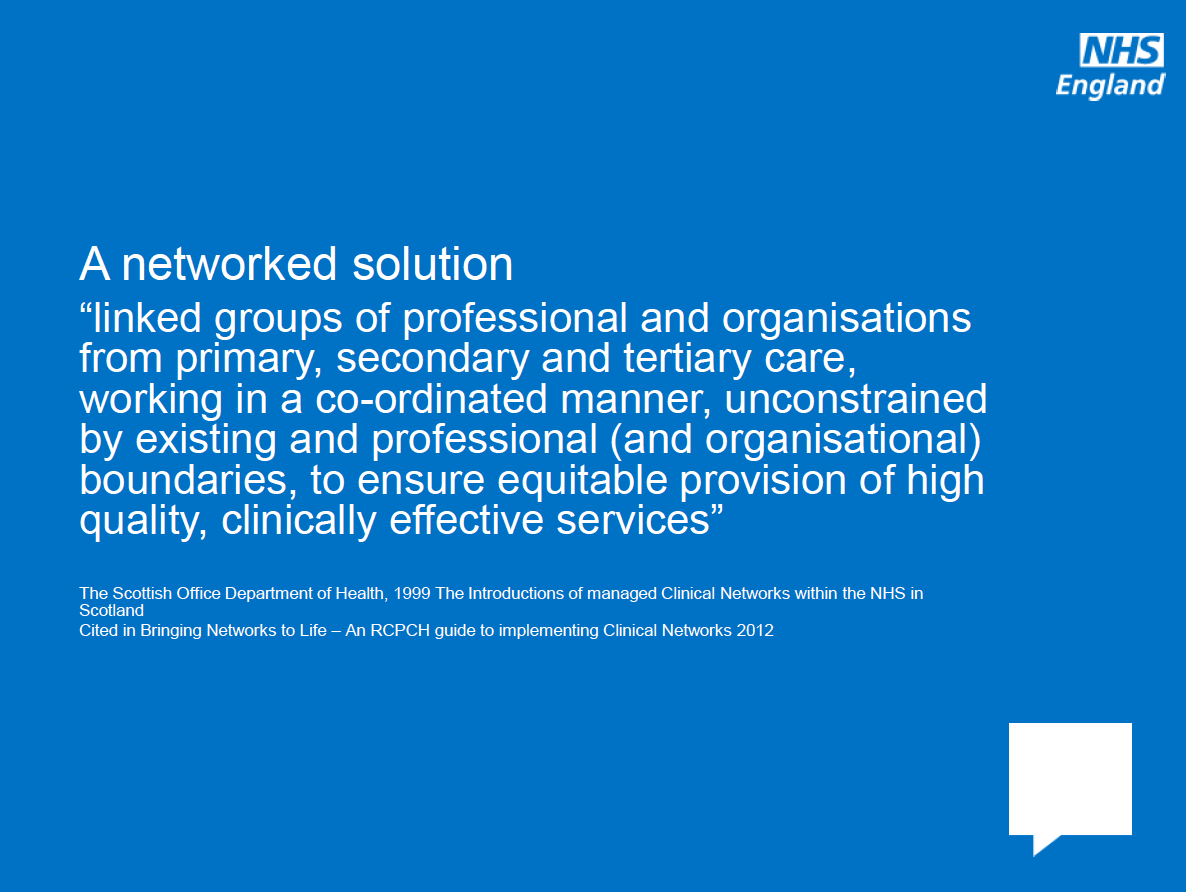 NHS
England
A networked solution
“linked groups of professional and organisations
from primary, secondary and tertiary care,
working in a co-ordinated manner, unconstrained
by existing and professional (and organisational)
boundaries, to ensure equitable provision of high
quality, clinically effective services”
The Scottish Office Department of Health, 1999 The Introductions of managed Clinical Networks within the NHS in
Scotland
Cited in Bringing Networks to Life – An RCPCH guide to implementing Clinical Networks 2012